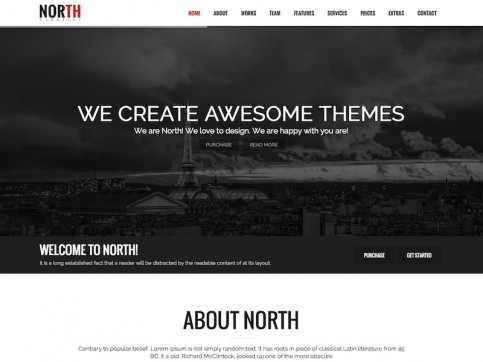 NORTH
HOME ABOUT WORKS TEAM FEATURES SERVICES PRICES EXTRAS CONTACT
WE CREATE AWESOME THEMES
We are North! We love to design. We are happy with you are!
PURCHASE READ MORE
WELCOME TO NORTH!
It is a long established fact that a reader will be distracted by the readable content of at its layout.
PURCHASE GET STARTED
ABOUT NORTH
Contrary to popular belief, Lorem Ipsum is not simply random text. It has roots in piece of classical Latin literature from 45
BC, it a old. Richard McClintock, looked up one of the more obscure